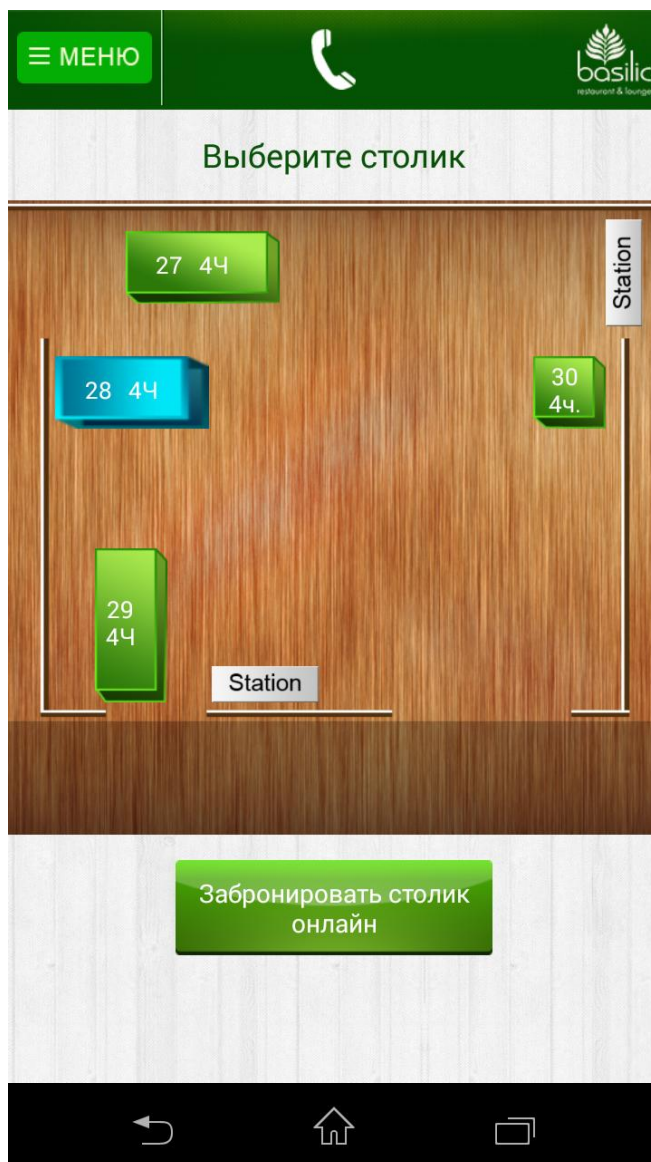 ☰ МЕНЮ
basilic
restaurant & lounge
Выберите столик
27 4Ч
Station
28 4Ч
30
4ч.
29
4Ч
Station
Забронировать столик
онлайн